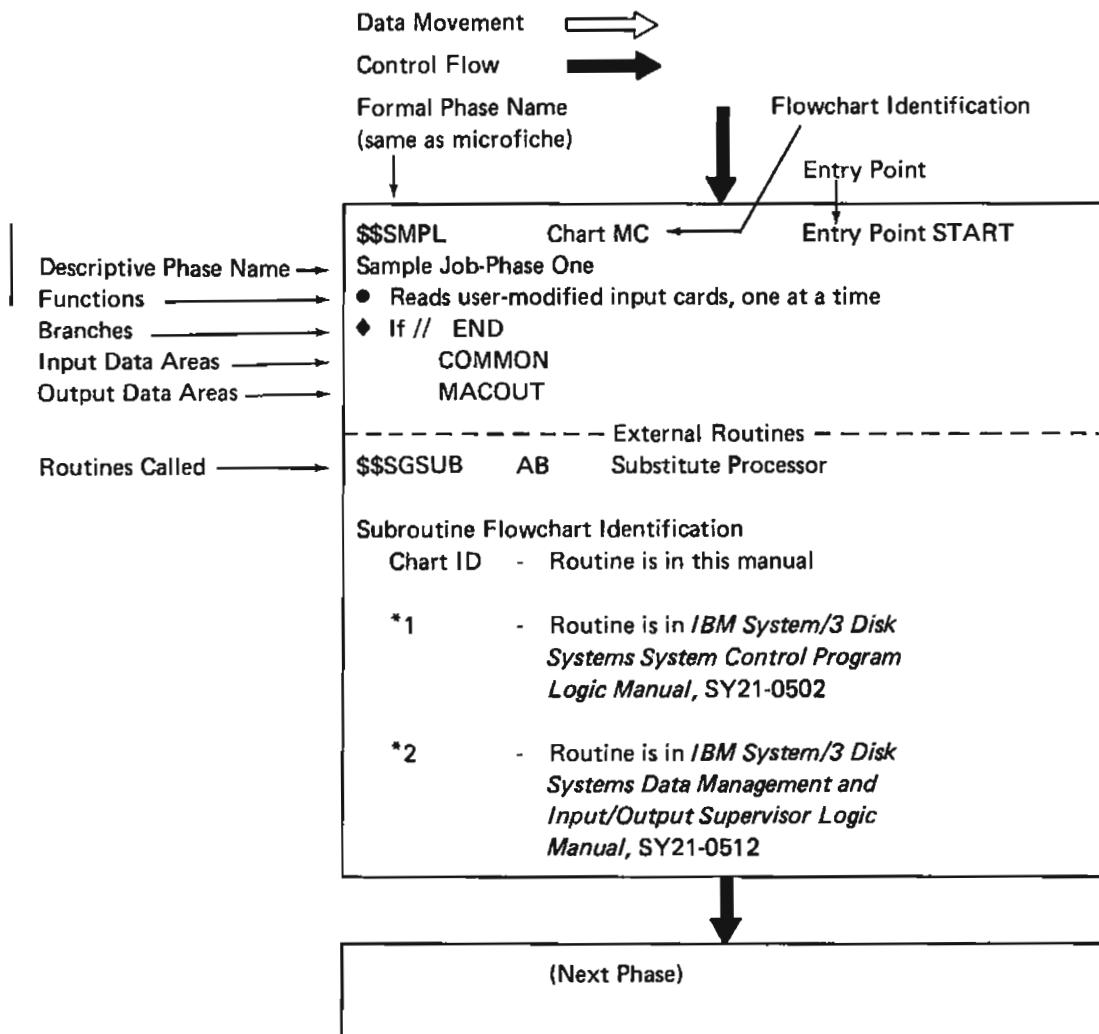 Data Movement
Control Flow
Formal Phase Name
(same as microfiche)
Flowchart Identification
Entry Point
$$SMPL Chart MC Entry Point START
Descriptive Phase Name Sample Job-Phase One
Functions ● Reads user-modified input cards, one at a time
Branches ♦ If // END
Input Data Areas COMMON
Output Data Areas MACOUT
External Routines
Routines Called $$SGSUB AB Substitute Processor
Subroutine Flowchart Identification
Chart ID - Routine is in this manual
*1 - Routine is in IBM System/3 Disk
Systems System Control Program
Logic Manual, SY21-0502
*2 - Routine is in IBM System/3 Disk
Systems Data Management and
Input/Output Supervisor Logic
Manual, SY21-0512
(Next Phase)